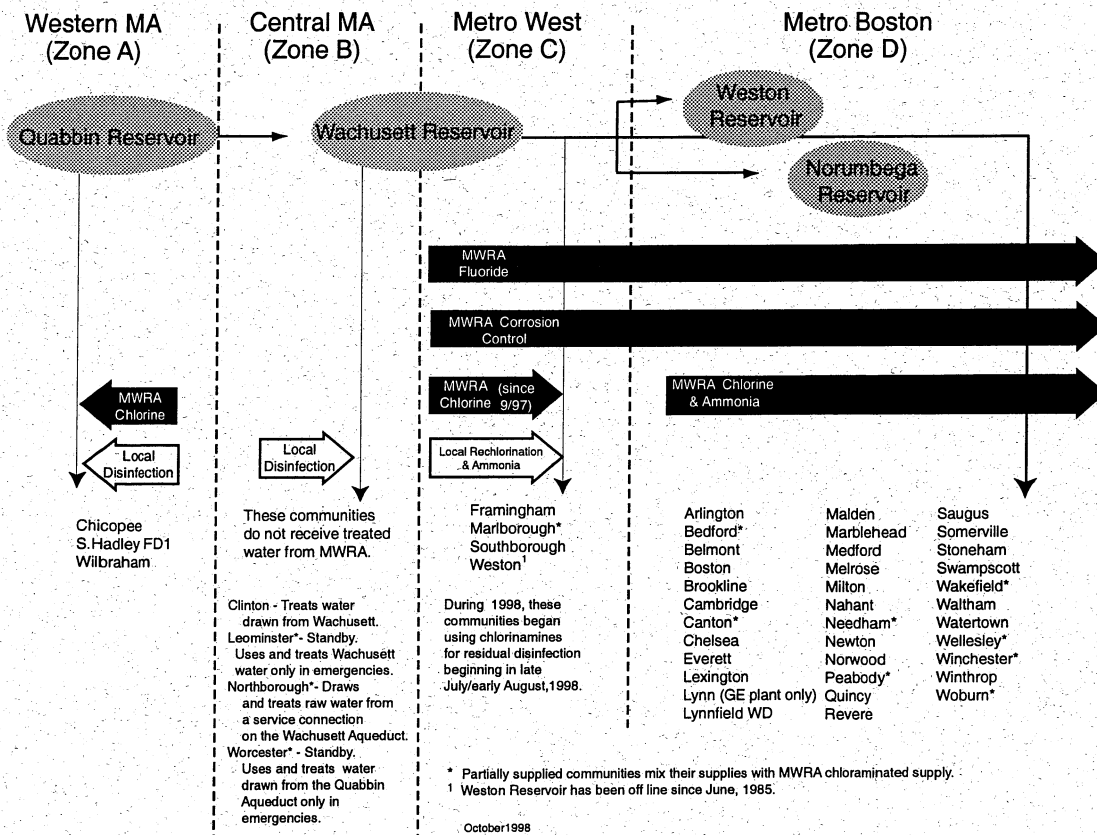 Western MA
(Zone A)
Central MA
(Zone B)
Metro West
(Zone C)
Metro Boston
(Zone D)
Quabbin Reservoir
Wachusett Reservoir
Weston
Reservoir
Norumbega
Reservoir
MWRA
Fluoride
MWRA Corrosion
Control
MWRA
Chlorine
MWRA (since
Chlorine 9/97)
MWRA Chlorine
& Ammonia
Local
Disinfection
Local
Disinfection
Local Rechlorination
& Ammonia
Chicopee
S.Hadley FD1
Wilbraham
These communities
do not receive treated
water from MWRA.
Clinton - Treats water
drawn from Wachusett.
Leominster*- Standby.
Uses and treats Wachusett
water only in emergencies.
Northborough*- Draws
and treats raw water from
a service connection
on the Wachusett Aqueduct.
Worcester* - Standby.
Uses and treats water
drawn from the Quabbin
Aqueduct only in
emergencies.
Framingham
Marlborough*
Southborough
Weston1
During 1998, these
communities began
using chlorinamines
for residual disinfection
beginning in late
July/early August,1998.
Arlington
Bedford*
Belmont
Boston
Brookline
Cambridge
Canton*
Chelsea
Everett
Lexington
Lynn (GE plant only)
Lynnfield WD
Malden
Marblehead
Medford
Melrose
Milton
Nahant
Needham*
Newton
Norwood
Peabody*
Quincy
Revere
Saugus
Somerville
Stoneham
Swampscott
Wakefield*
Waltham
Watertown
Wellesley*
Winchester*
Winthrop
Woburn*
* Partially supplied communities mix their supplies with MWRA chloraminated supply.
1 Weston Reservoir has been off line since June, 1985.
October1998